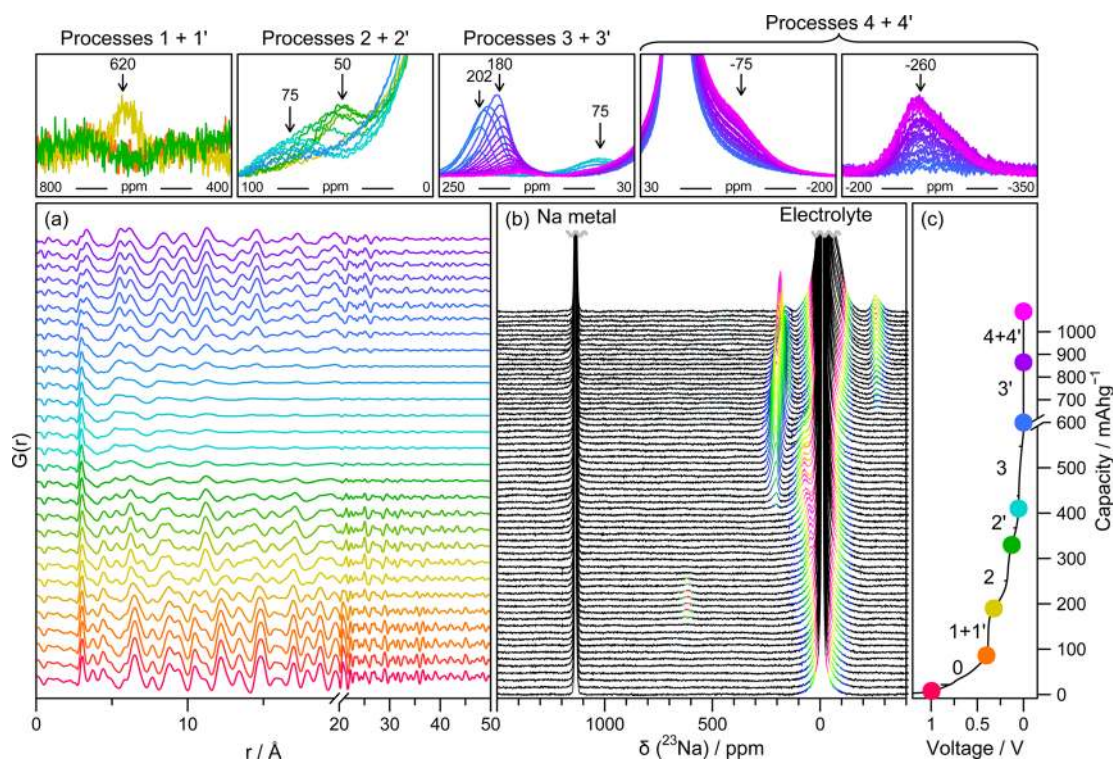 Processes 4 + 4'
Processes 1 + 1' Processes 2 + 2' Processes 3 + 3'
620
800 ppm 400
50
75
100 ppm 0
180
202
75
250 ppm 30
-75
30 ppm -200
-260
-200 ppm -350
(a)
G(r)
0 10 20 30 40 50
r / Å
(b) Na metal Electrolyte
1000 500 0
δ (²³Na) / ppm
(c)
4+4'
3'
3
2'
2
1+1'
0
1000
900
800
700
600
500
400
300
200
100
0
Capacity / mAhg⁻¹
1 0.5 0
Voltage / V